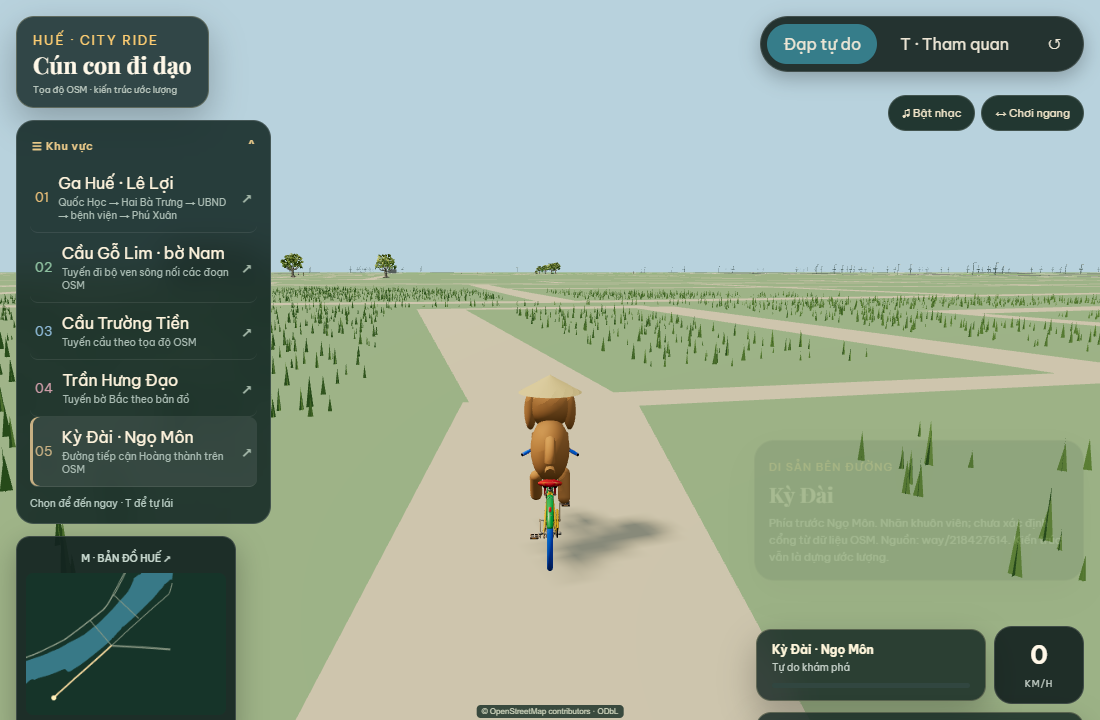 HUẾ · CITY RIDE
Cún con đi dạo
Tọa độ OSM · kiến trúc ước lượng
Đạp tự do
T · Tham quan
↺
♫ Bật nhạc
↔ Chơi ngang
☰ Khu vực
^
01
Ga Huế · Lê Lợi
Quốc Học → Hai Bà Trưng → UBND
→ bệnh viện → Phú Xuân
↗
02
Cầu Gỗ Lim · bờ Nam
Tuyến đi bộ ven sông nối các đoạn
OSM
↗
03
Cầu Trường Tiền
Tuyến cầu theo tọa độ OSM
↗
04
Trần Hưng Đạo
Tuyến bờ Bắc theo bản đồ
↗
05
Kỳ Đài · Ngọ Môn
Đường tiếp cận Hoàng thành trên
OSM
↗
Chọn để đến ngay · T để tự lái
M · BẢN ĐỒ HUẾ ↗
DI SẢN BÊN ĐƯỜNG
Kỳ Đài
Phía trước Ngọ Môn. Nhãn khuôn viên; chưa xác định
cổng từ dữ liệu OSM. Nguồn: way/218427614. Kiến trúc
vẫn là dựng ước lượng.
Kỳ Đài · Ngọ Môn
Tự do khám phá
0
KM/H
© OpenStreetMap contributors · ODbL